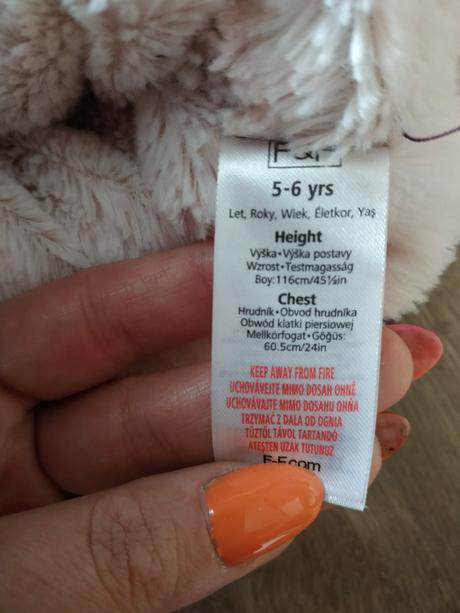 F&F
5-6 yrs
Let, Roky, Wiek, Életkor, Yaş
Height
Výška•Výška postavy
Wzrost•Testmagasság
Boy:116cm/45½in
Chest
Hrudník•Obvod hrudníka
Obwód klatki piersiowej
Mellkörfogat•Göğüs:
60.5cm/24in
KEEP AWAY FROM FIRE
UCHOVÁVEJTE MIMO DOSAH OHNĚ
UCHOVÁVAJTE MIMO DOSAHU OHŇA
TRZYMAĆ Z DALA OD OGNIA
TŰZTŐL TÁVOL TARTANDÓ
ATEŞTEN UZAK TUTUNUZ
F-F.com